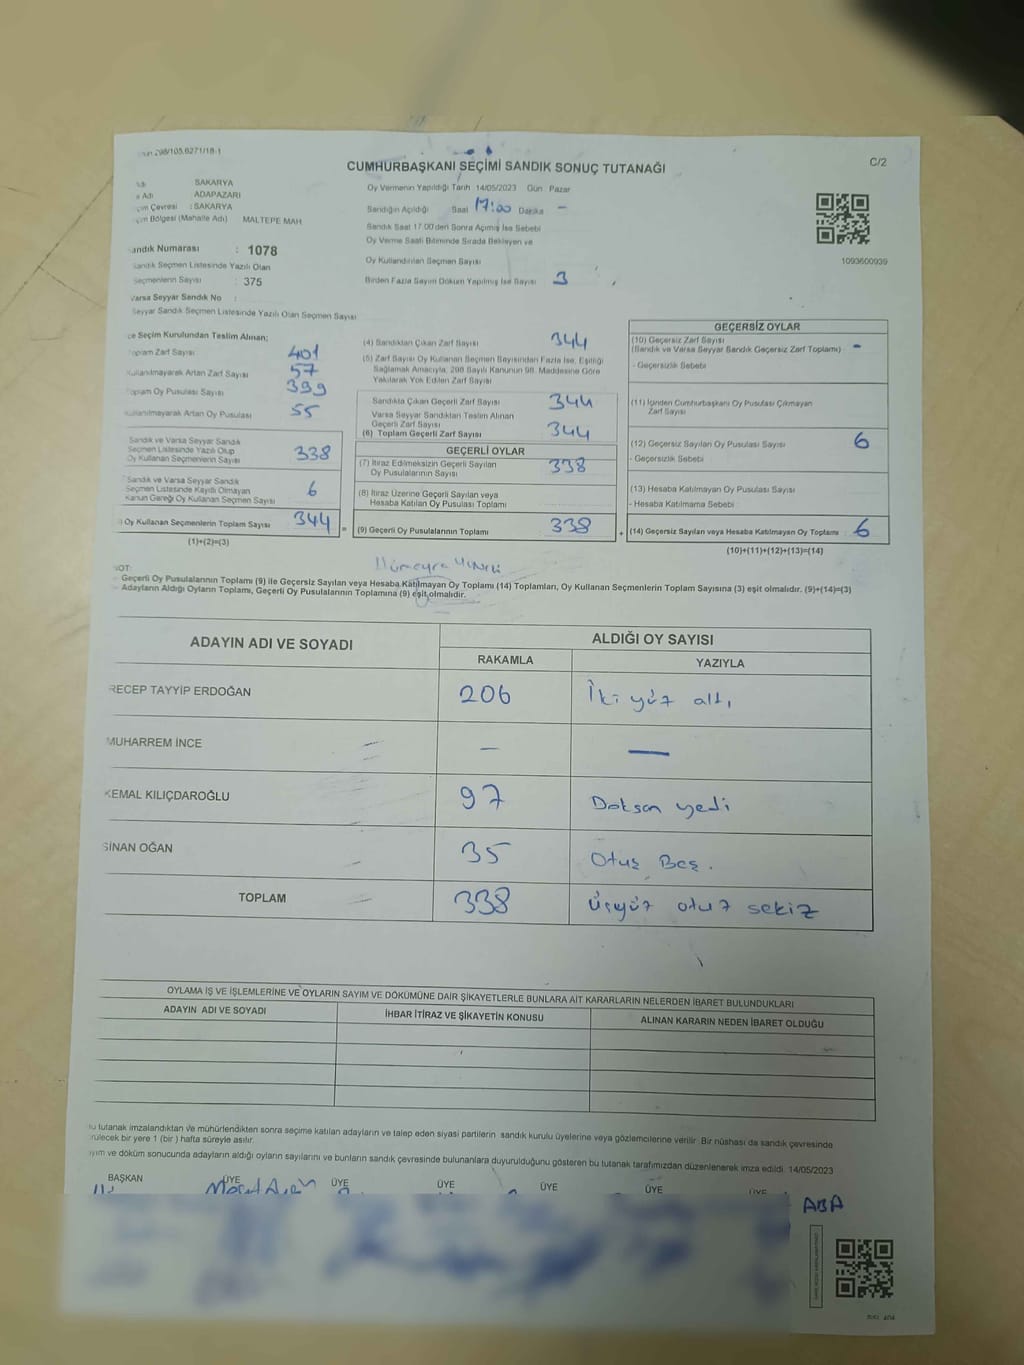 298/105.6271/18-1
CUMHURBAŞKANI SEÇİMİ SANDIK SONUÇ TUTANAĞI
C/2
SAKARYA
Adı ADAPAZARI
Çevresi : SAKARYA
Bölgesi (Mahalle Adı) MALTEPE MAH
Oy Vermenin Yapıldığı Tarih 14/05/2023 Gün Pazar
Sandığın Açıldığı Saat 17:00 Dakika -
Sandık Saat 17.00'den Sonra Açılmış İse Sebebi
Oy Verme Saati Bitiminde Sırada Bekleyen ve
Oy Kullandırılan Seçmen Sayısı
Birden Fazla Sayım Döküm Yapılmış İse Sayısı 3
1093600939
Sandık Numarası : 1078
Sandık Seçmen Listesinde Yazılı Olan
Seçmenlerin Sayısı : 375
Varsa Seyyar Sandık No :
Seyyar Sandık Seçmen Listesinde Yazılı Olan Seçmen Sayısı
Seçim Kurulundan Teslim Alınan;
Toplam Zarf Sayısı 401
Kullanılmayarak Artan Zarf Sayısı 57
Toplam Oy Pusulası Sayısı 399
Kullanılmayarak Artan Oy Pusulası 55
Sandık ve Varsa Seyyar Sandık
Seçmen Listesinde Yazılı Olup
Oy Kullanan Seçmenlerin Sayısı 338
Sandık ve Varsa Seyyar Sandık
Seçmen Listesinde Kayıtlı Olmayan
Kanun Gereği Oy Kullanan Seçmen Sayısı 6
Oy Kullanan Seçmenlerin Toplam Sayısı 344 =
(1)+(2)=(3)
(4) Sandıktan Çıkan Zarf Sayısı 344
(5) Zarf Sayısı Oy Kullanan Seçmen Sayısından Fazla İse, Eşitliği
Sağlamak Amacıyla, 298 Sayılı Kanunun 98. Maddesine Göre
Yakılarak Yok Edilen Zarf Sayısı
Sandıkta Çıkan Geçerli Zarf Sayısı 344
Varsa Seyyar Sandıktan Teslim Alınan
Geçerli Zarf Sayısı
(6) Toplam Geçerli Zarf Sayısı 344
GEÇERLİ OYLAR
(7) İtiraz Edilmeksizin Geçerli Sayılan
Oy Pusulalarının Sayısı 338
(8) İtiraz Üzerine Geçerli Sayılan veya
Hesaba Katılan Oy Pusulası Toplamı
(9) Geçerli Oy Pusulalarının Toplamı 338 +
GEÇERSİZ OYLAR
(10) Geçersiz Zarf Sayısı
(Sandık ve Varsa Seyyar Sandık Geçersiz Zarf Toplamı) -
- Geçersizlik Sebebi
(11) İçinden Cumhurbaşkanı Oy Pusulası Çıkmayan
Zarf Sayısı
(12) Geçersiz Sayılan Oy Pusulası Sayısı 6
- Geçersizlik Sebebi
(13) Hesaba Katılmayan Oy Pusulası Sayısı
- Hesaba Katılmama Sebebi
(14) Geçersiz Sayılan veya Hesaba Katılmayan Oy Toplamı 6
(10)+(11)+(12)+(13)=(14)
NOT:
Geçerli Oy Pusulalarının Toplamı (9) ile Geçersiz Sayılan veya Hesaba Katılmayan Oy Toplamı (14) Toplamları, Oy Kullanan Seçmenlerin Toplam Sayısına (3) eşit olmalıdır. (9)+(14)=(3)
Adayların Aldığı Oyların Toplamı, Geçerli Oy Pusulalarının Toplamına (9) eşit olmalıdır.
ADAYIN ADI VE SOYADI
ALDIĞI OY SAYISI
RAKAMLA YAZIYLA
RECEP TAYYİP ERDOĞAN 206 İki yüz altı
MUHARREM İNCE - -
KEMAL KILIÇDAROĞLU 97 Doksan yedi
SİNAN OĞAN 35 Otuz Beş.
TOPLAM 338 Üçyüz otuz sekiz
OYLAMA İŞ VE İŞLEMLERİNE VE OYLARIN SAYIM VE DÖKÜMÜNE DAİR ŞİKAYETLERLE BUNLARA AİT KARARLARIN NELERDEN İBARET BULUNDUKLARI
ADAYIN ADI VE SOYADI İHBAR İTİRAZ VE ŞİKAYETİN KONUSU ALINAN KARARIN NEDEN İBARET OLDUĞU
tutanak imzalandıktan ve mühürlendikten sonra seçime katılan adayların ve talep eden siyasi partilerin sandık kurulu üyelerine veya gözlemcilerine verilir. Bir nüshası da sandık çevresinde
bir yere 1 (bir) hafta süreyle asılır.
ve döküm sonucunda adayların aldığı oyların sayılarını ve bunların sandık çevresinde bulunanlara duyurulduğunu gösteren bu tutanak tarafımızdan düzenlenerek imza edildi. 14/05/2023
BAŞKAN ÜYE ÜYE ÜYE ÜYE ÜYE ÜYE
ABA